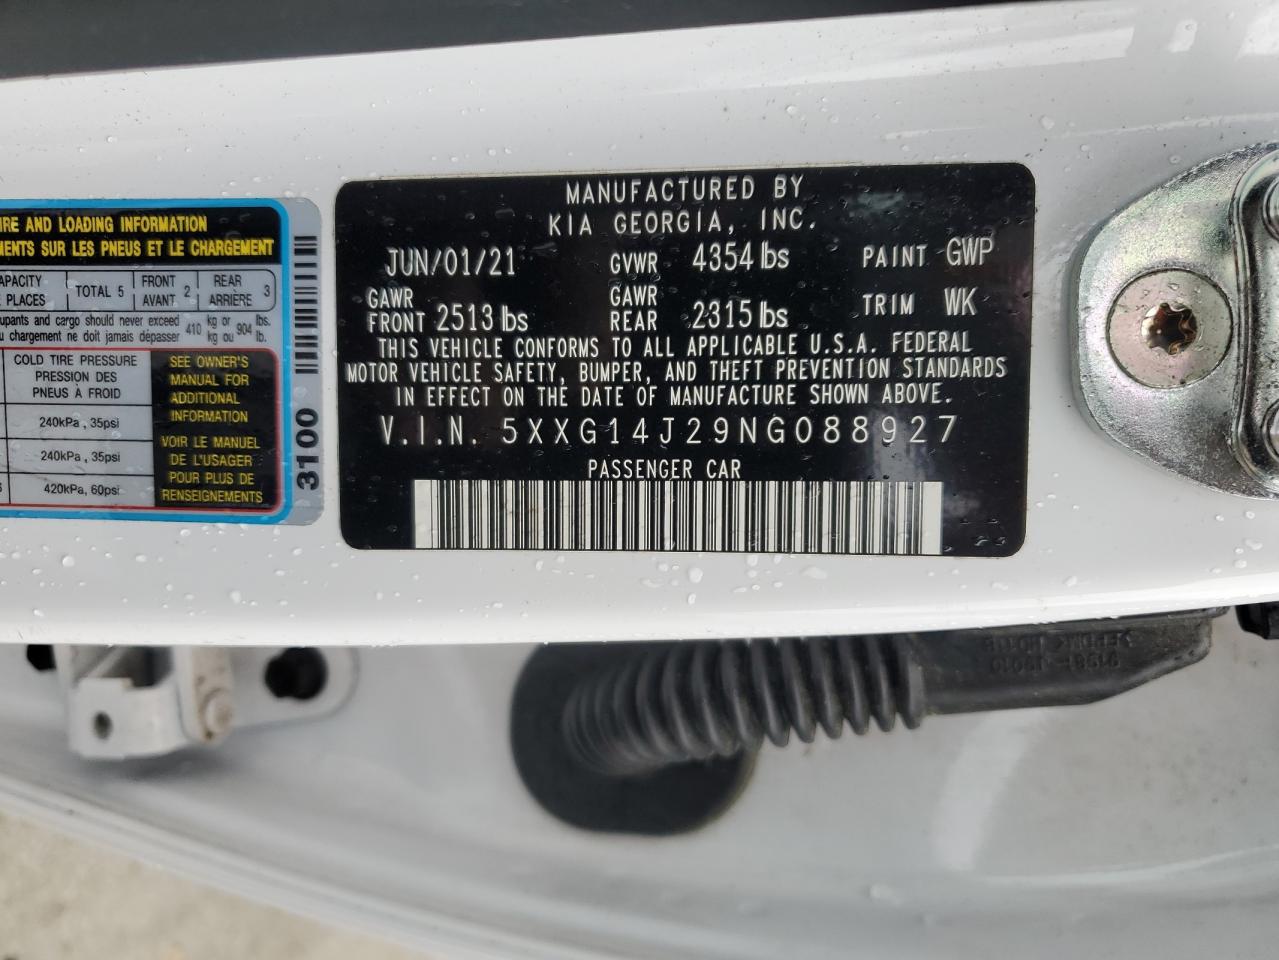 IRE AND LOADING INFORMATION
EMENTS SUR LES PNEUS ET LE CHARGEMENT
APACITY TOTAL 5 FRONT 2 REAR 3
E PLACES AVANT ARRIÈRE
upants and cargo should never exceed 410 kg or 904 lbs.
u chargement ne doit jamais dépasser kg ou lb.
COLD TIRE PRESSURE
PRESSION DES
PNEUS À FROID
240kPa, 35psi
240kPa, 35psi
420kPa, 60psi
SEE OWNER'S
MANUAL FOR
ADDITIONAL
INFORMATION
VOIR LE MANUEL
DE L'USAGER
POUR PLUS DE
RENSEIGNEMENTS
3100
MANUFACTURED BY
KIA GEORGIA, INC.
JUN/01/21 GVWR 4354 lbs PAINT GWP
GAWR FRONT 2513 lbs GAWR REAR 2315 lbs TRIM WK
THIS VEHICLE CONFORMS TO ALL APPLICABLE U.S.A. FEDERAL
MOTOR VEHICLE SAFETY, BUMPER, AND THEFT PREVENTION STANDARDS
IN EFFECT ON THE DATE OF MANUFACTURE SHOWN ABOVE.
V.I.N. 5XXG14J29NG088927
PASSENGER CAR
>EPDM<